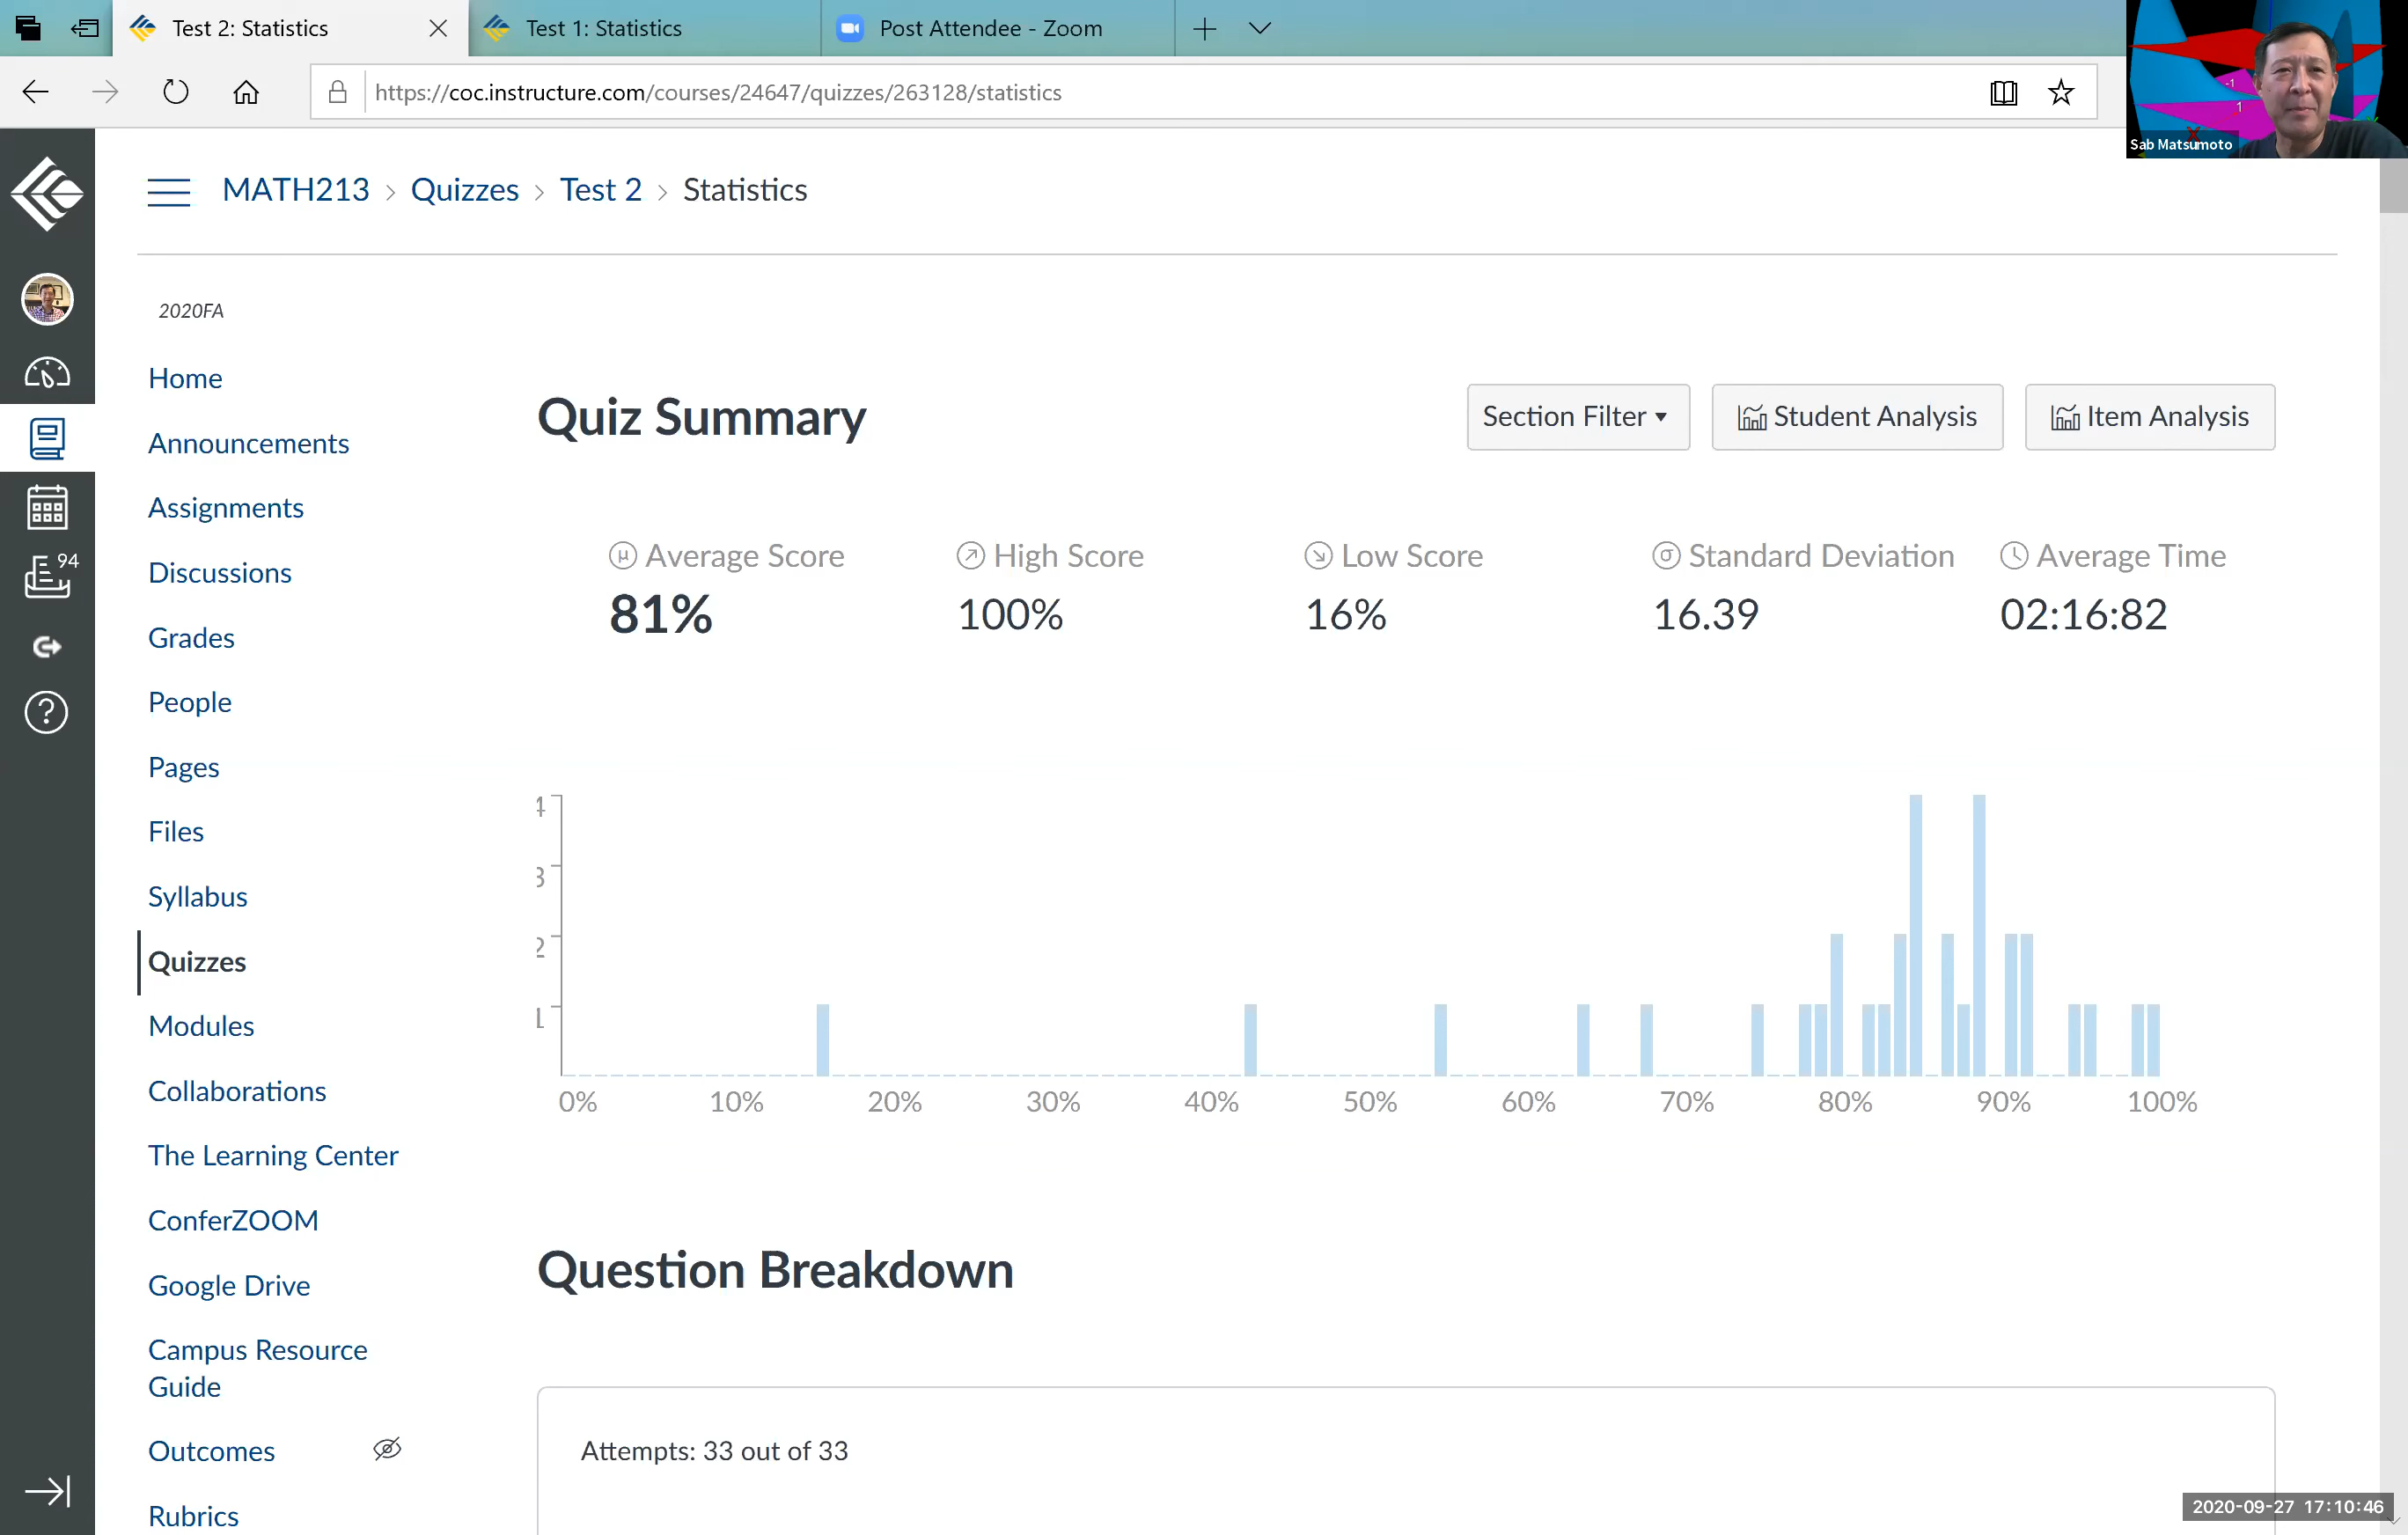 Test 2: Statistics
Test 1: Statistics
Post Attendee - Zoom
https://coc.instructure.com/courses/24647/quizzes/263128/statistics
-1
1
X
Sab Matsumoto
MATH213 > Quizzes > Test 2 > Statistics
2020FA
Home
Announcements
Assignments
Discussions
Grades
People
Pages
Files
Syllabus
Quizzes
Modules
Collaborations
The Learning Center
ConferZOOM
Google Drive
Campus Resource
Guide
Outcomes
Rubrics
94
Quiz Summary
Section Filter
Student Analysis
Item Analysis
μ Average Score
81%
High Score
100%
Low Score
16%
σ Standard Deviation
16.39
Average Time
02:16:82
4
3
2
1
0% 10% 20% 30% 40% 50% 60% 70% 80% 90% 100%
Question Breakdown
Attempts: 33 out of 33
2020-09-27 17:10:46